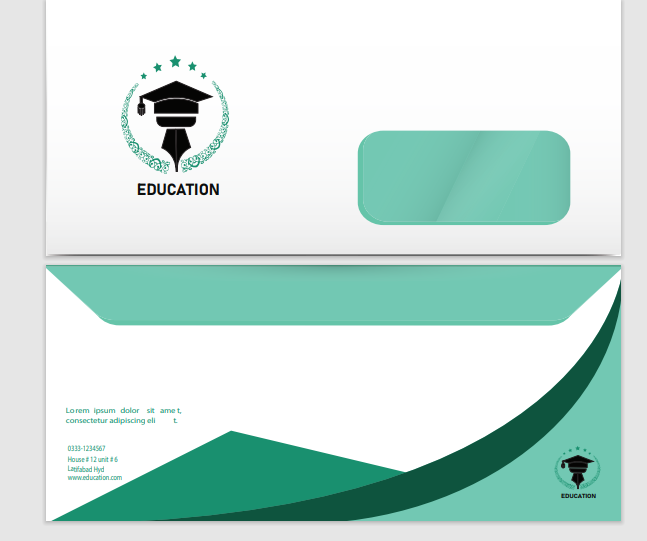 EDUCATION
Lorem ipsum dolor sit amet,
consectetur adipiscing elit.
0333-1234567
House # 12 unit # 6
Latifabad Hyd
www.education.com
EDUCATION